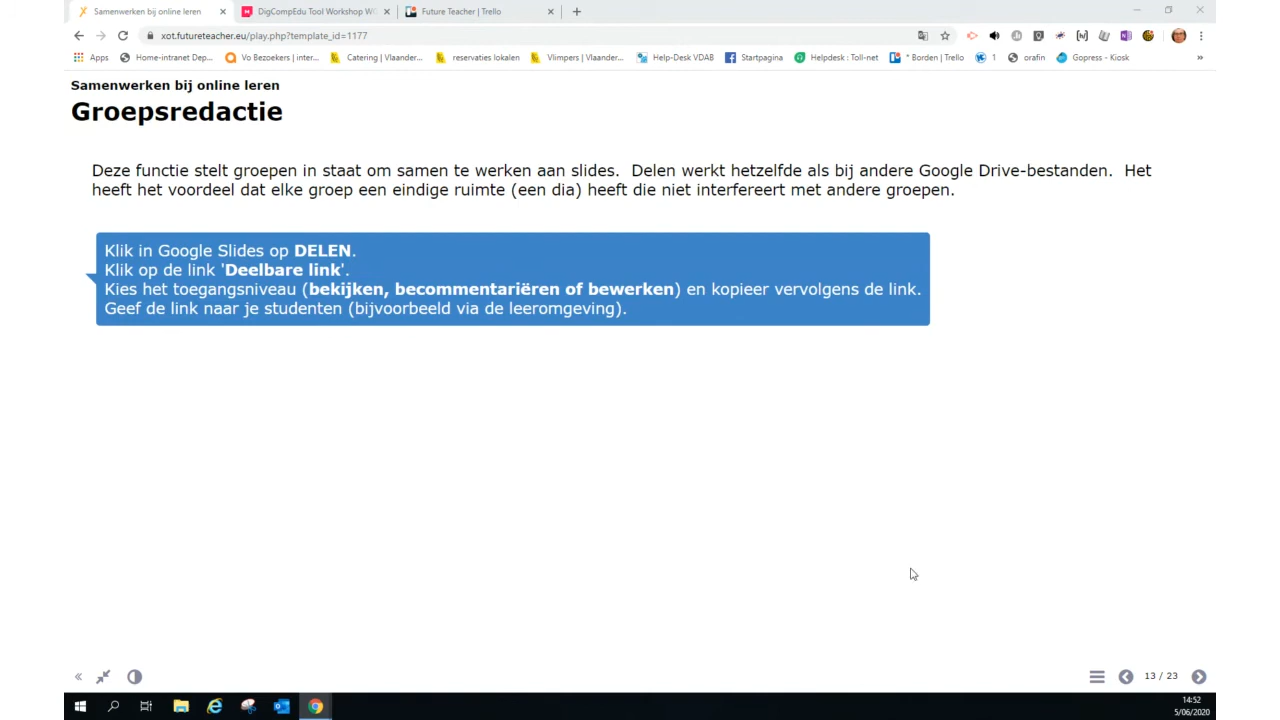 Samenwerken bij online leren
DigCompEdu Tool Workshop WO
Future Teacher | Trello
xot.futureteacher.eu/play.php?template_id=1177
Apps
Home-intranet Dep...
Vo Bezoekers | inter...
Catering | Vlaander...
reservaties lokalen
Vlimpers | Vlaander...
Help-Desk VDAB
Startpagina
Helpdesk : Toll-net
* Borden | Trello
1
orafin
Gopress - Kiosk
»
Samenwerken bij online leren
Groepsredactie
Deze functie stelt groepen in staat om samen te werken aan slides. Delen werkt hetzelfde als bij andere Google Drive-bestanden. Het
heeft het voordeel dat elke groep een eindige ruimte (een dia) heeft die niet interfereert met andere groepen.
Klik in Google Slides op DELEN.
Klik op de link 'Deelbare link'.
Kies het toegangsniveau (bekijken, becommentariëren of bewerken) en kopieer vervolgens de link.
Geef de link naar je studenten (bijvoorbeeld via de leeromgeving).
13 / 23
14:52
5/06/2020